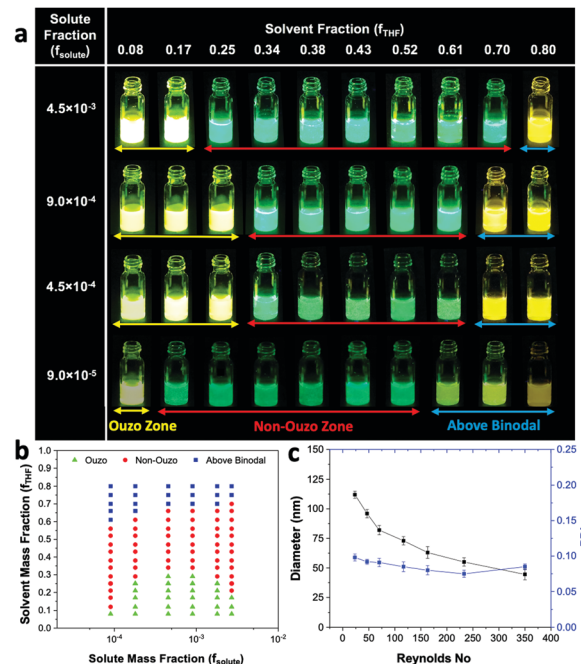 a
Solute
Fraction
(fsolute)
Solvent Fraction (fTHF)
0.08 0.17 0.25 0.34 0.38 0.43 0.52 0.61 0.70 0.80
4.5×10-3
9.0×10-4
4.5×10-4
9.0×10-5
Ouzo Zone Non-Ouzo Zone Above Binodal
b
Solvent Mass Fraction (fTHF)
1.0
0.9
0.8
0.7
0.6
0.5
0.4
0.3
0.2
0.1
0.0
Ouzo Non-Ouzo Above Binodal
10-4 10-3 10-2
Solute Mass Fraction (fsolute)
c
Diameter (nm)
150
125
100
75
50
25
0
0.25
0.20
0.15
0.10
0.05
0.00
0 50 100 150 200 250 300 350 400
Reynolds No